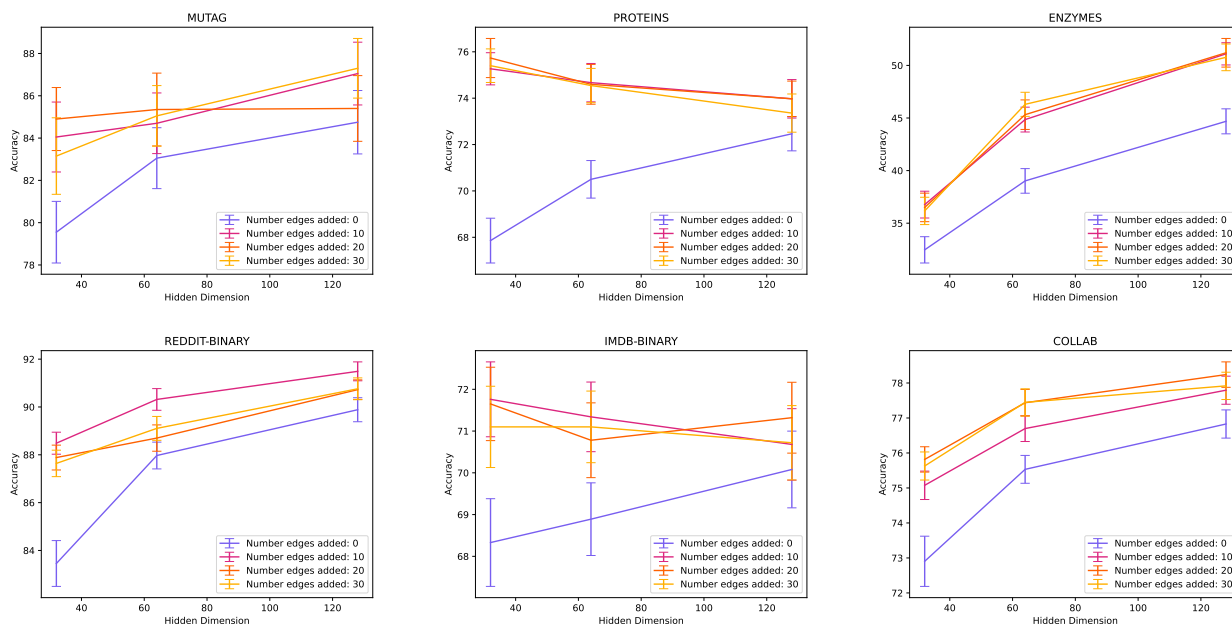 MUTAG
Accuracy
88
86
84
82
80
78
Number edges added: 0
Number edges added: 10
Number edges added: 20
Number edges added: 30
40 60 80 100 120
Hidden Dimension
PROTEINS
Accuracy
76
74
72
70
68
Number edges added: 0
Number edges added: 10
Number edges added: 20
Number edges added: 30
40 60 80 100 120
Hidden Dimension
ENZYMES
Accuracy
50
45
40
35
Number edges added: 0
Number edges added: 10
Number edges added: 20
Number edges added: 30
40 60 80 100 120
Hidden Dimension
REDDIT-BINARY
Accuracy
92
90
88
86
84
Number edges added: 0
Number edges added: 10
Number edges added: 20
Number edges added: 30
40 60 80 100 120
Hidden Dimension
IMDB-BINARY
Accuracy
72
71
70
69
68
Number edges added: 0
Number edges added: 10
Number edges added: 20
Number edges added: 30
40 60 80 100 120
Hidden Dimension
COLLAB
Accuracy
78
77
76
75
74
73
72
Number edges added: 0
Number edges added: 10
Number edges added: 20
Number edges added: 30
40 60 80 100 120
Hidden Dimension